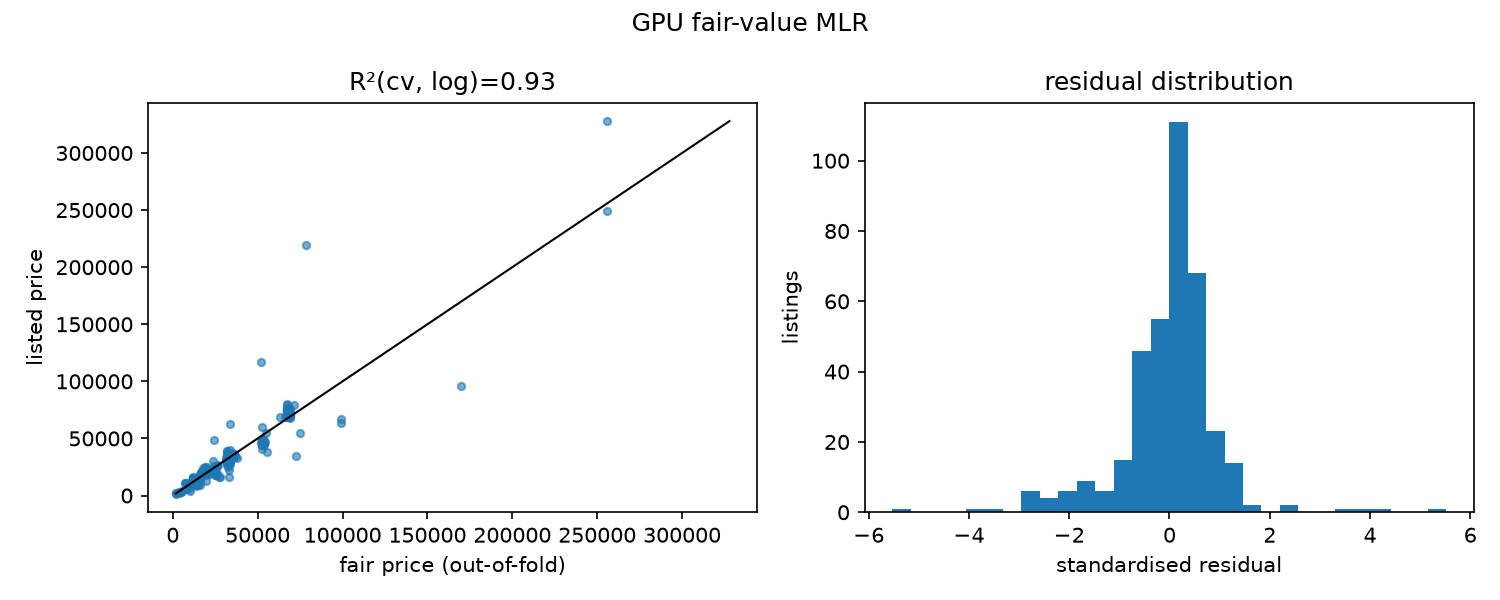 GPU fair-value MLR
R²(cv, log)=0.93
300000
250000
200000
150000
100000
50000
0
listed price
0 50000 100000 150000 200000 250000 300000
fair price (out-of-fold)
residual distribution
100
80
60
40
20
0
listings
−6 −4 −2 0 2 4 6
standardised residual